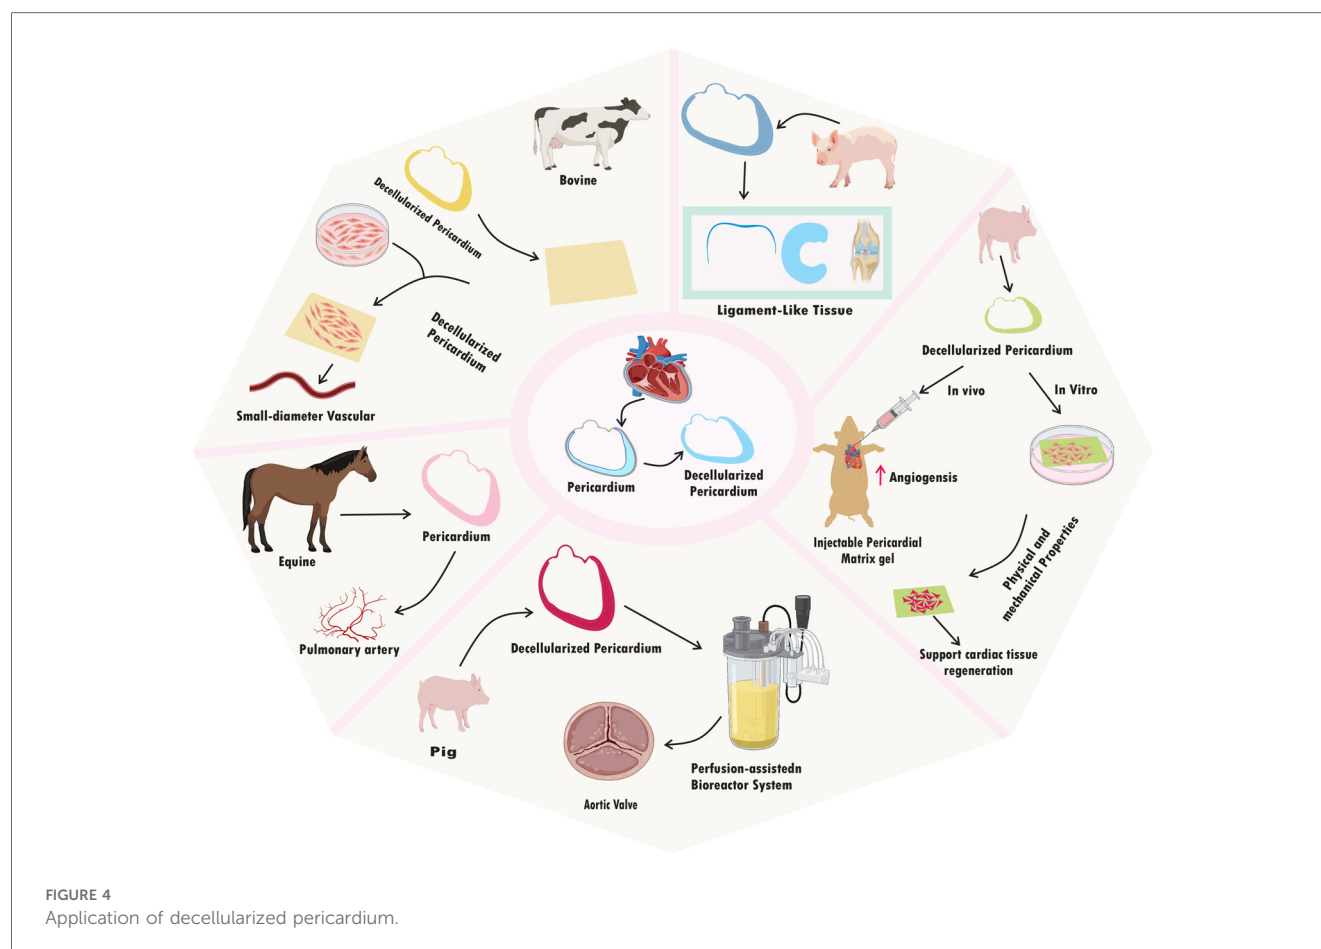 Bovine
Decellularized Pericardium
Decellularized
Pericardium
Small-diameter Vascular
Ligament-Like Tissue
Decellularized Pericardium
In vivo
In Vitro
Angiogensis
Injectable Pericardial
Matrix gel
Physical and
mechanical Properties
Support cardiac tissue
regeneration
Pericardium
Decellularized
Pericardium
Equine
Pericardium
Pulmonary artery
Decellularized Pericardium
Pig
Perfusion-assistedn
Bioreactor System
Aortic Valve
FIGURE 4
Application of decellularized pericardium.